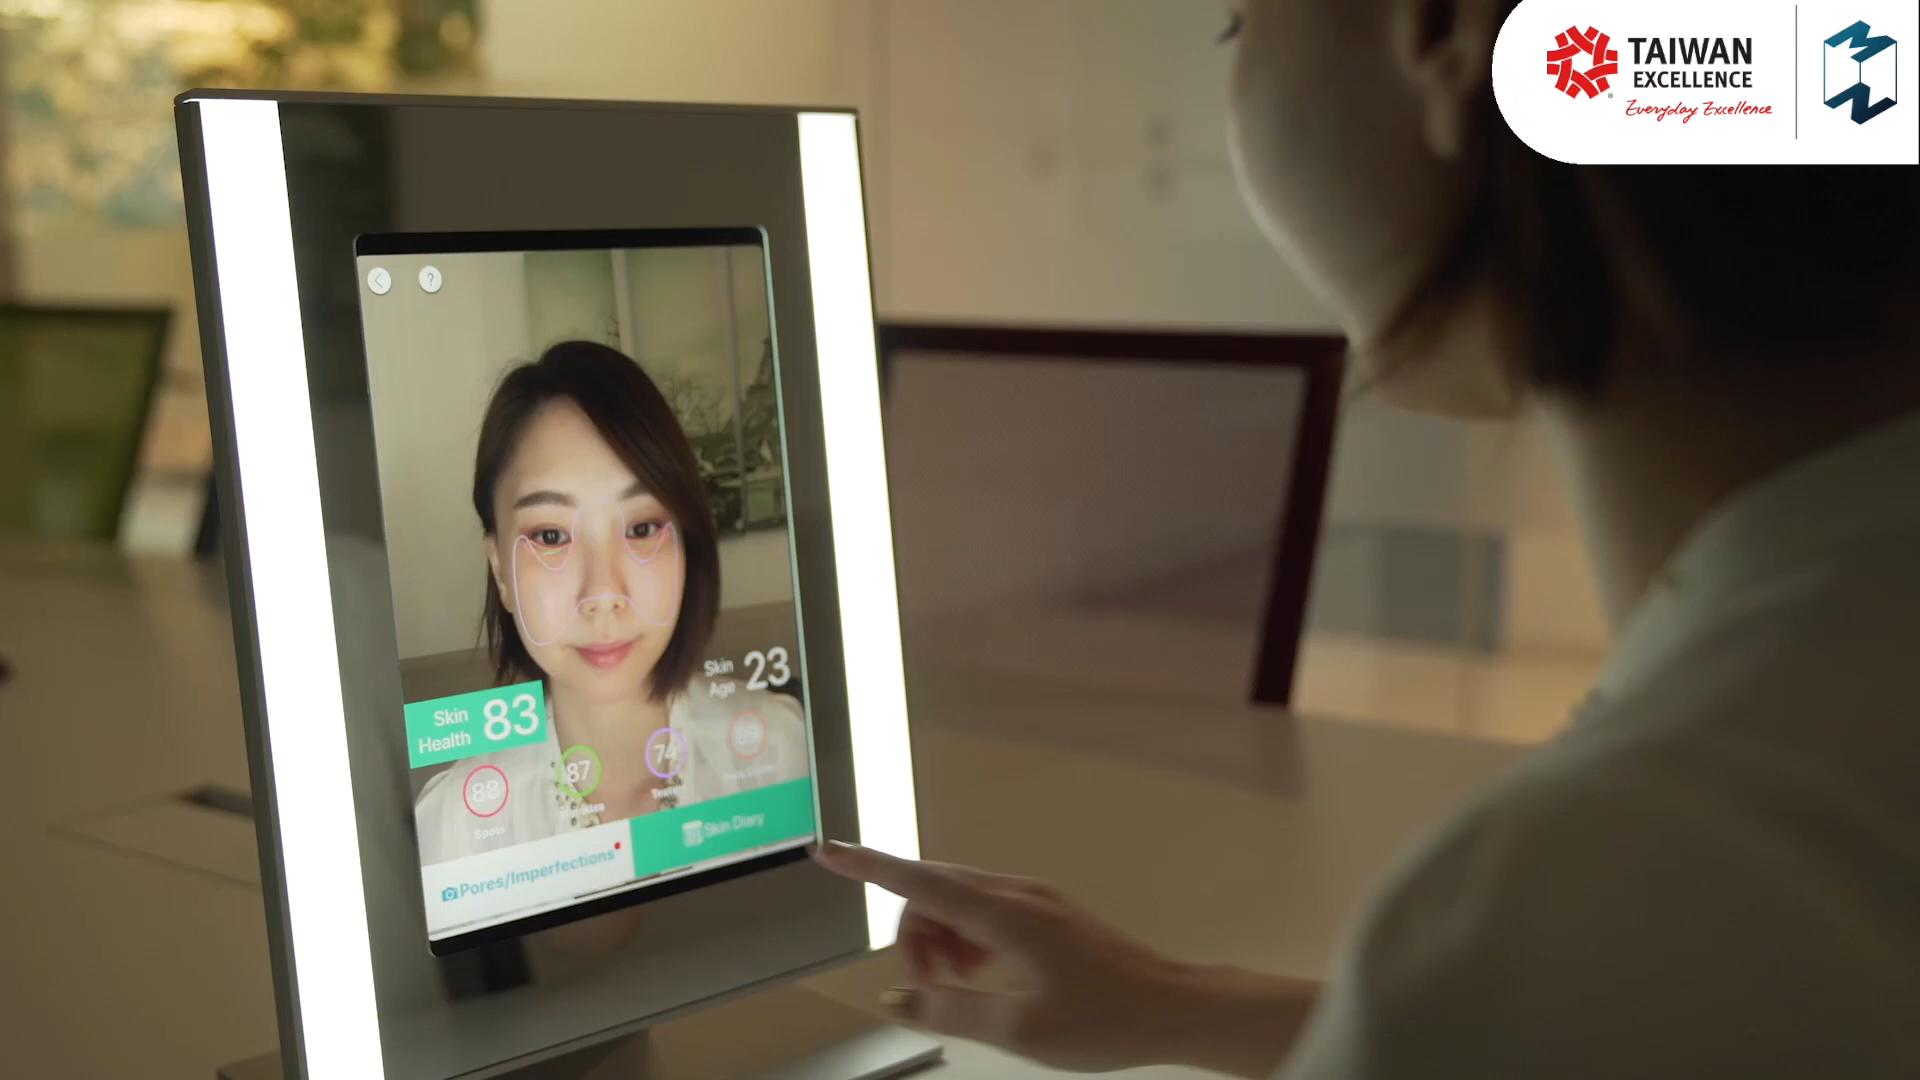 TAIWAN
EXCELLENCE
Everyday Excellence
?
Skin
Age
23
Skin
Health
83
88
Spots
87
74
Pores/Imperfections
Skin Diary